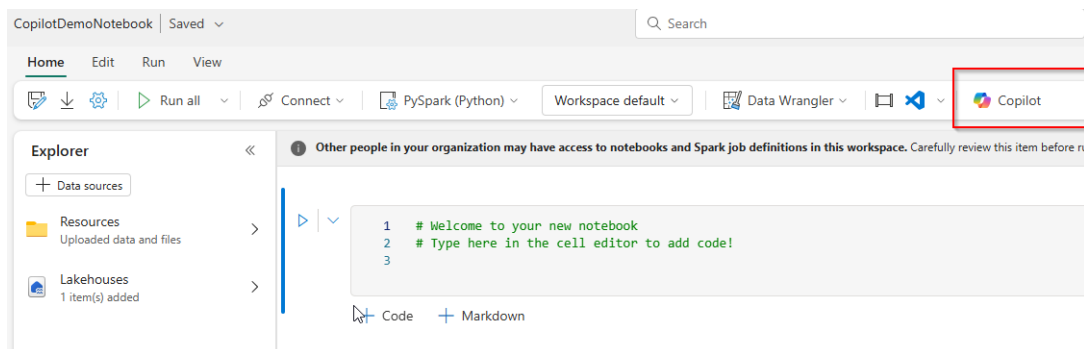 CopilotDemoNotebook | Saved
Search
Home Edit Run View
Run all Connect PySpark (Python) Workspace default Data Wrangler Copilot
Explorer
Other people in your organization may have access to notebooks and Spark job definitions in this workspace. Carefully review this item before
+ Data sources
Resources
Uploaded data and files
Lakehouses
1 item(s) added
1 # Welcome to your new notebook
2 # Type here in the cell editor to add code!
3
+ Code + Markdown